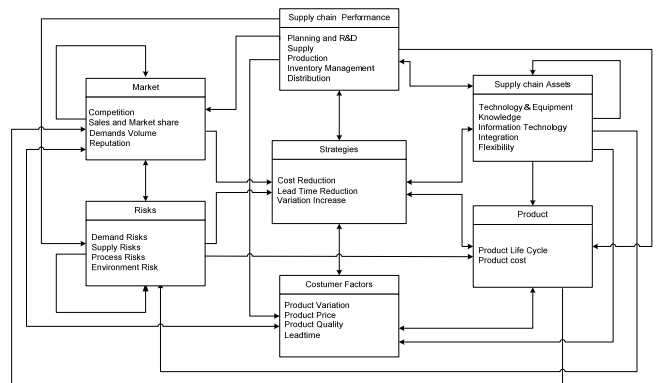 Supply chain Performance
Planning and R&D
Supply
Production
Inventory Management
Distribution
Market
Competition
Sales and Market share
Demands Volume
Reputation
Supply chain Assets
Technology & Equipment
Knowledge
Information Technology
Integration
Flexibility
Strategies
Cost Reduction
Lead Time Reduction
Variation Increase
Risks
Demand Risks
Supply Risks
Process Risks
Environment Risk
Product
Product Life Cycle
Product cost
Costumer Factors
Product Variation
Product Price
Product Quality
Leadtime